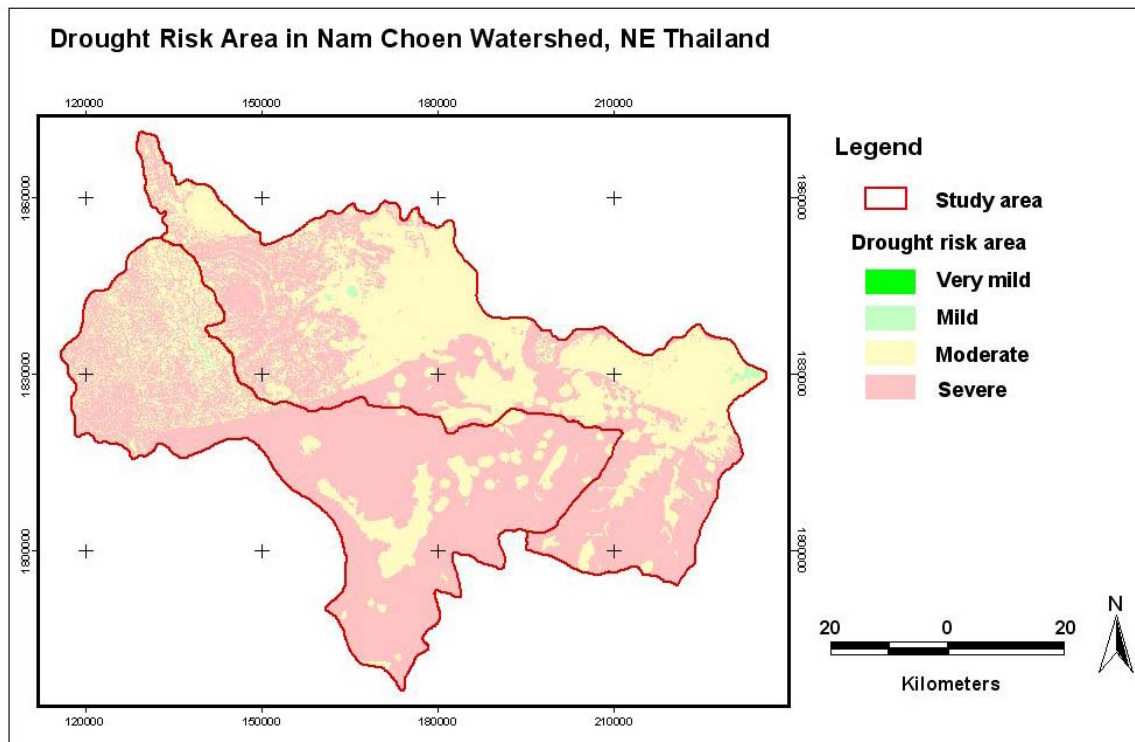 Drought Risk Area in Nam Choen Watershed, NE Thailand
120000 150000 180000 210000
1860000 1860000
1830000 1830000
1800000 1800000
120000 150000 180000 210000
Legend
Study area
Drought risk area
Very mild
Mild
Moderate
Severe
N
20 0 20
Kilometers